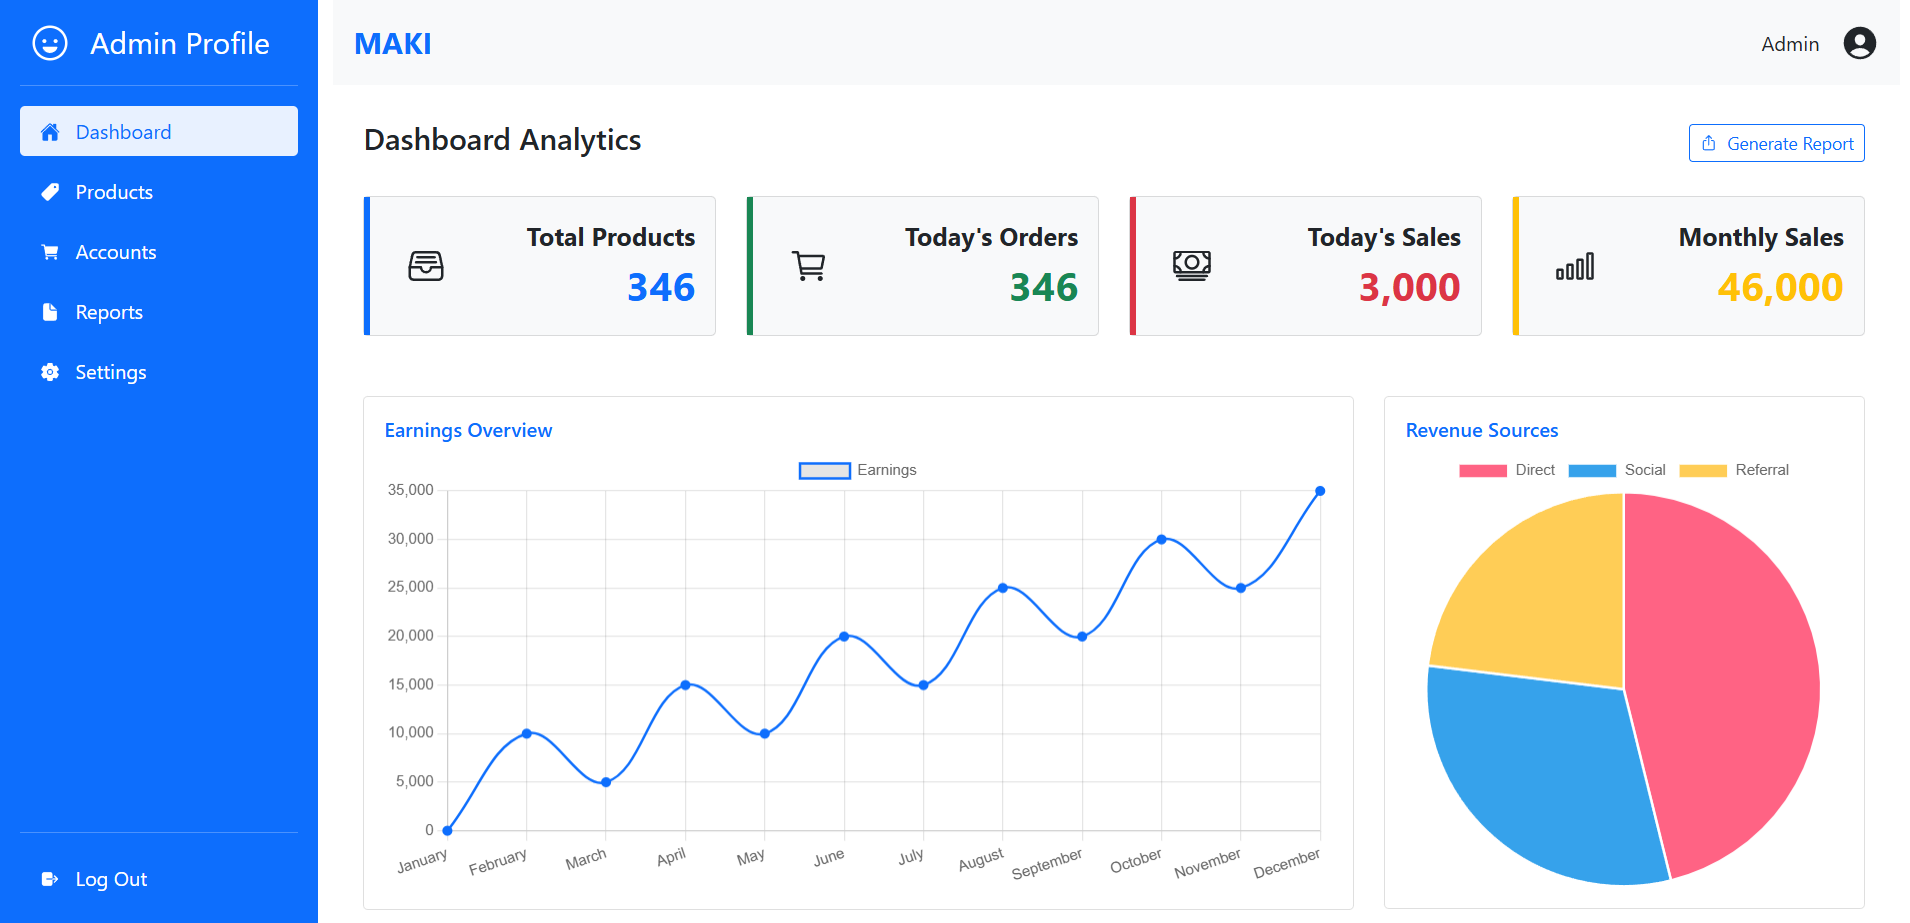 Admin Profile
Dashboard
Products
Accounts
Reports
Settings
Log Out
MAKI
Admin
Dashboard Analytics
Generate Report
Total Products
346
Today's Orders
346
Today's Sales
3,000
Monthly Sales
46,000
Earnings Overview
Earnings
35,000
30,000
25,000
20,000
15,000
10,000
5,000
0
January February March April May June July August September October November December
Revenue Sources
Direct Social Referral